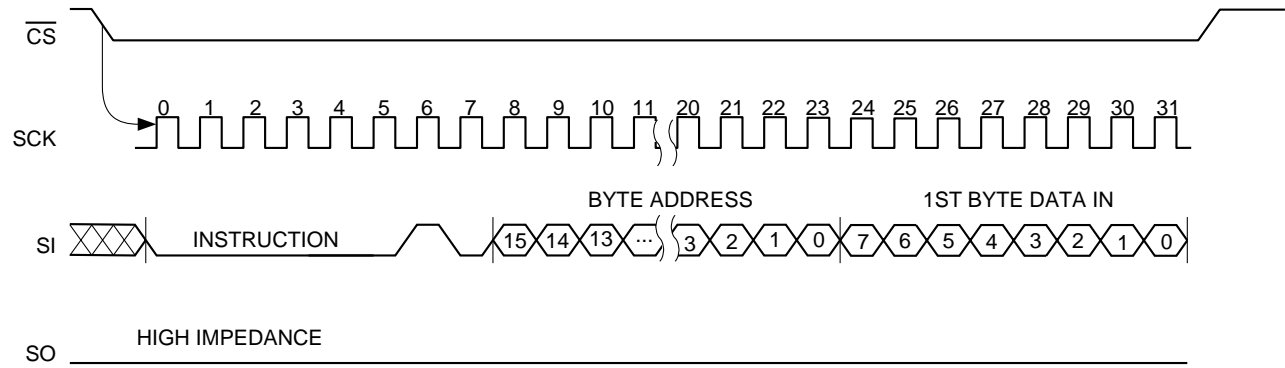 CS
0 1 2 3 4 5 6 7 8 9 10 11 20 21 22 23 24 25 26 27 28 29 30 31
SCK
BYTE ADDRESS 1ST BYTE DATA IN
SI INSTRUCTION 15 14 13 ... 3 2 1 0 7 6 5 4 3 2 1 0
HIGH IMPEDANCE
SO